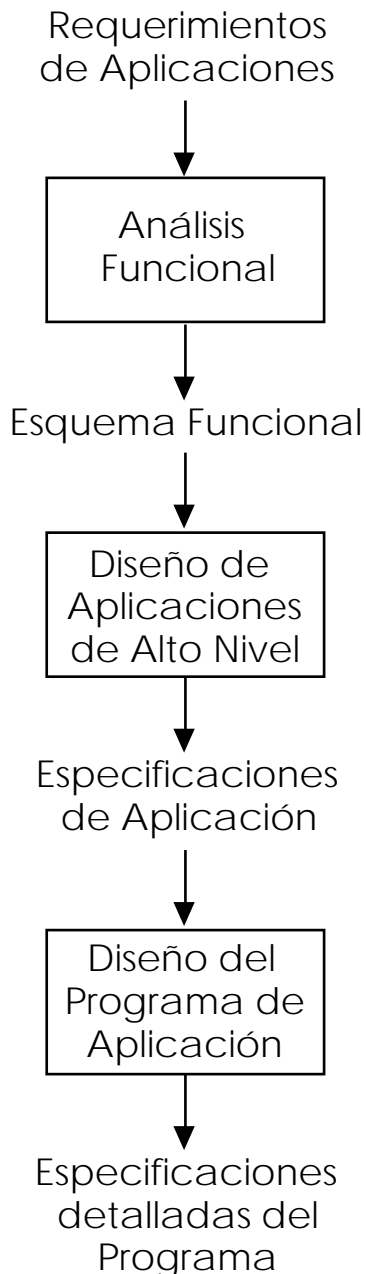 Requerimientos
de Aplicaciones
Análisis
Funcional
Esquema Funcional
Diseño de
Aplicaciones
de Alto Nivel
Especificaciones
de Aplicación
Diseño del
Programa de
Aplicación
Especificaciones
detalladas del
Programa